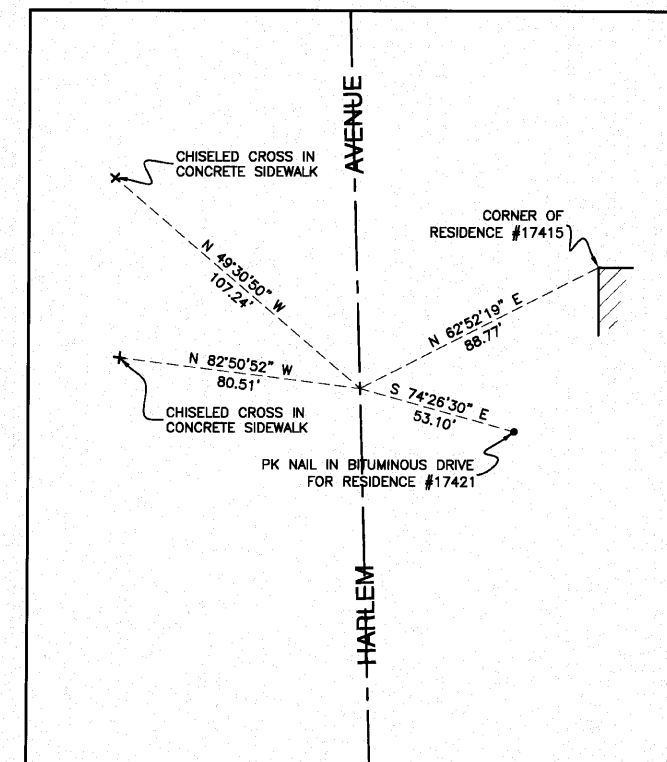 AVENUE
CHISELED CROSS IN
CONCRETE SIDEWALK
CORNER OF
RESIDENCE #17415
N 49°30'50" W
107.24'
N 62°52'19" E
88.77'
N 82°50'52" W
80.51'
S 74°26'30" E
53.10'
CHISELED CROSS IN
CONCRETE SIDEWALK
PK NAIL IN BITUMINOUS DRIVE
FOR RESIDENCE #17421
HARLEM